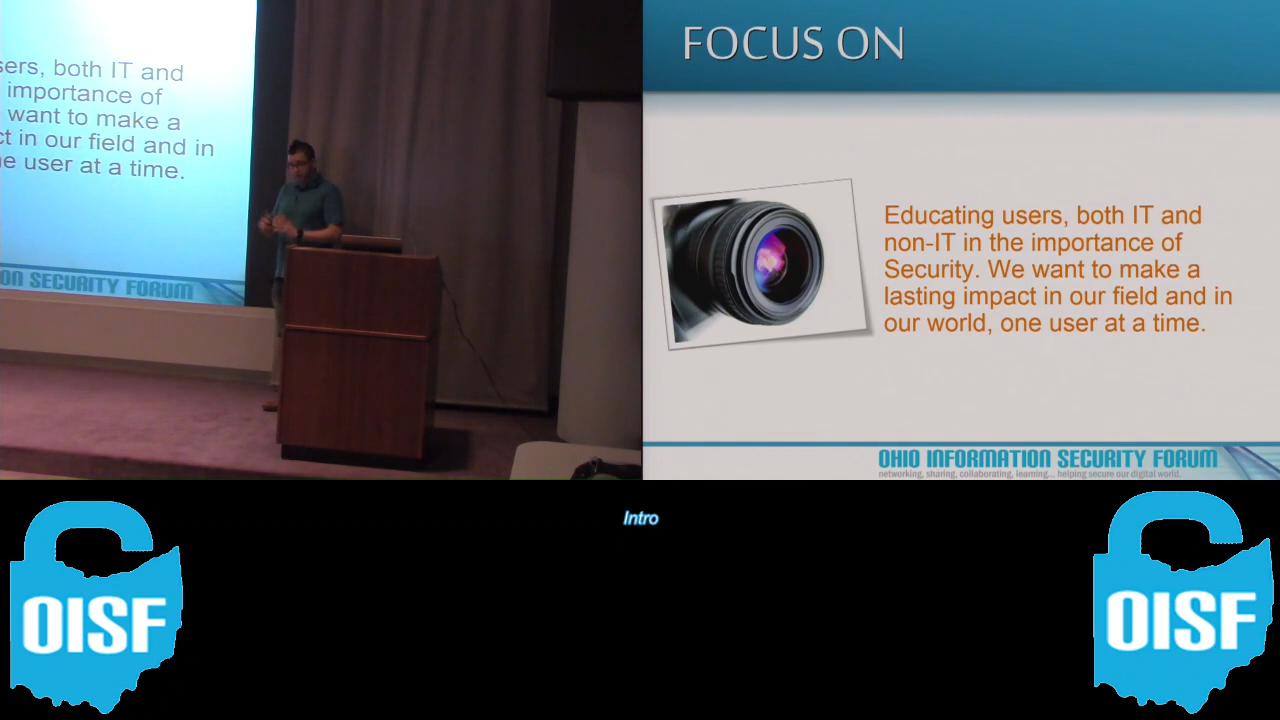 sers, both IT and
importance of
want to make a
ct in our field and in
ne user at a time.
ON SECURITY FORUM
FOCUS ON
Educating users, both IT and
non-IT in the importance of
Security. We want to make a
lasting impact in our field and in
our world, one user at a time.
OHIO INFORMATION SECURITY FORUM
networking, sharing, collaborating, learning... helping secure our digital world.
Intro
OISF
OISF